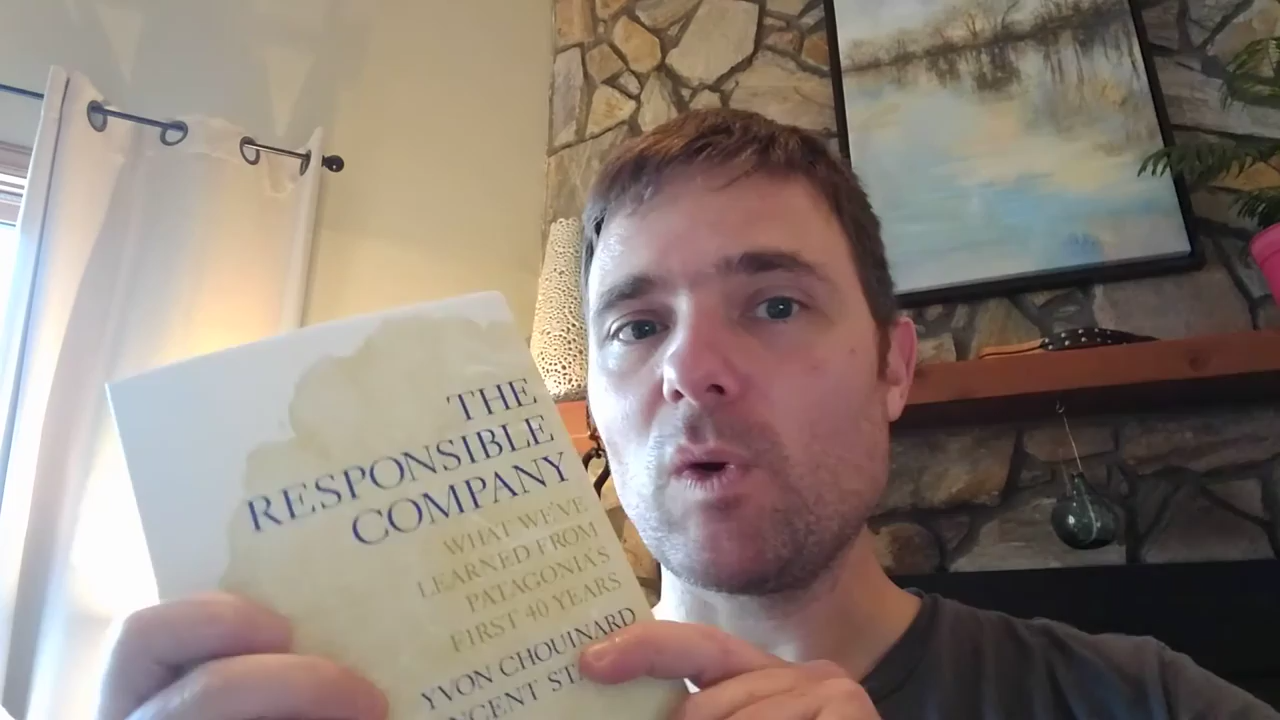 THE
RESPONSIBLE
COMPANY
WHAT WE'VE
LEARNED FROM
PATAGONIA'S
FIRST 40 YEARS
YVON CHOUINARD